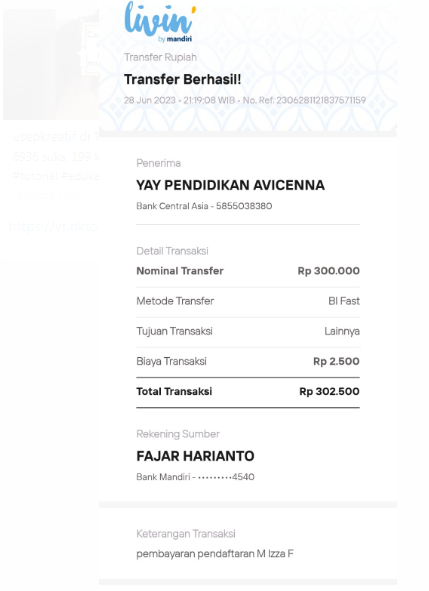 livin'
by mandiri
Transfer Rupiah
Transfer Berhasil!
28 Jun 2023 - 21:19:08 WIB - No. Ref. 2306281121837571159
Penerima
YAY PENDIDIKAN AVICENNA
Bank Central Asia - 5855038380
Detail Transaksi
Nominal Transfer Rp 300.000
Metode Transfer BI Fast
Tujuan Transaksi Lainnya
Biaya Transaksi Rp 2.500
Total Transaksi Rp 302.500
Rekening Sumber
FAJAR HARIANTO
Bank Mandiri - •••••••••4540
Keterangan Transaksi
pembayaran pendaftaran M Izza F